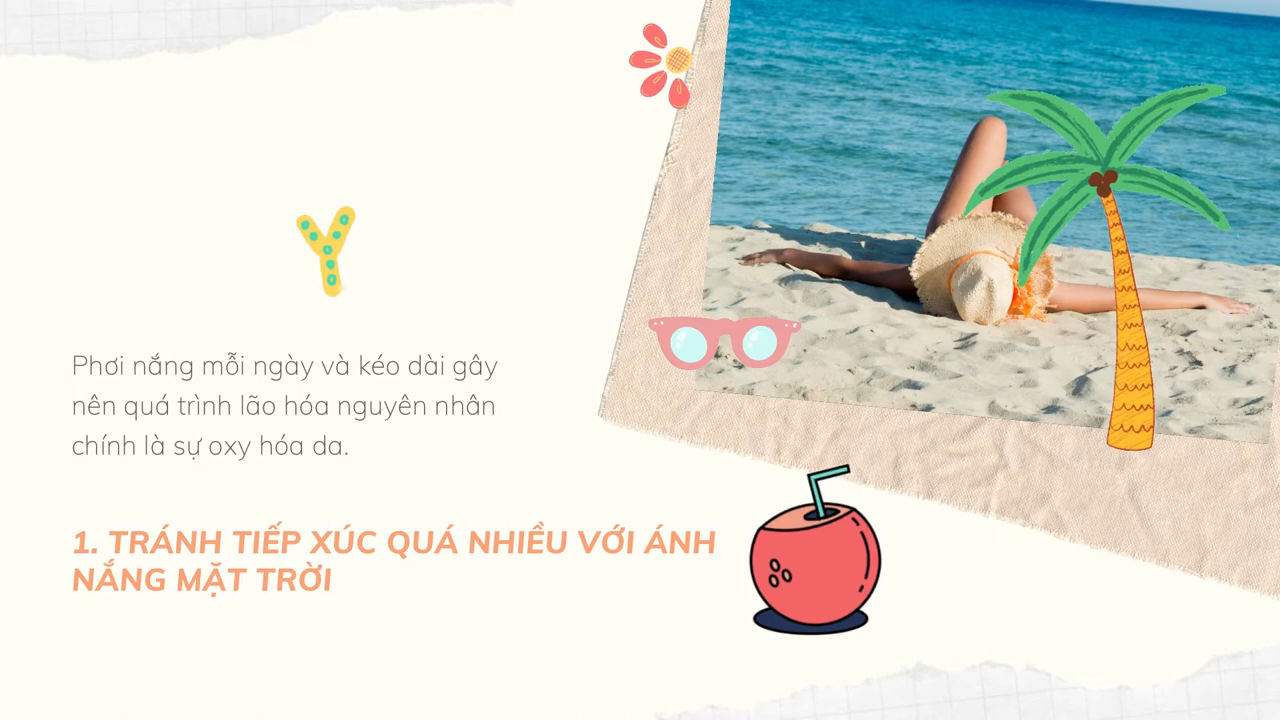 Y
Phơi nắng mỗi ngày và kéo dài gây
nên quá trình lão hóa nguyên nhân
chính là sự oxy hóa da.
1. TRÁNH TIẾP XÚC QUÁ NHIỀU VỚI ÁNH
NẮNG MẶT TRỜI